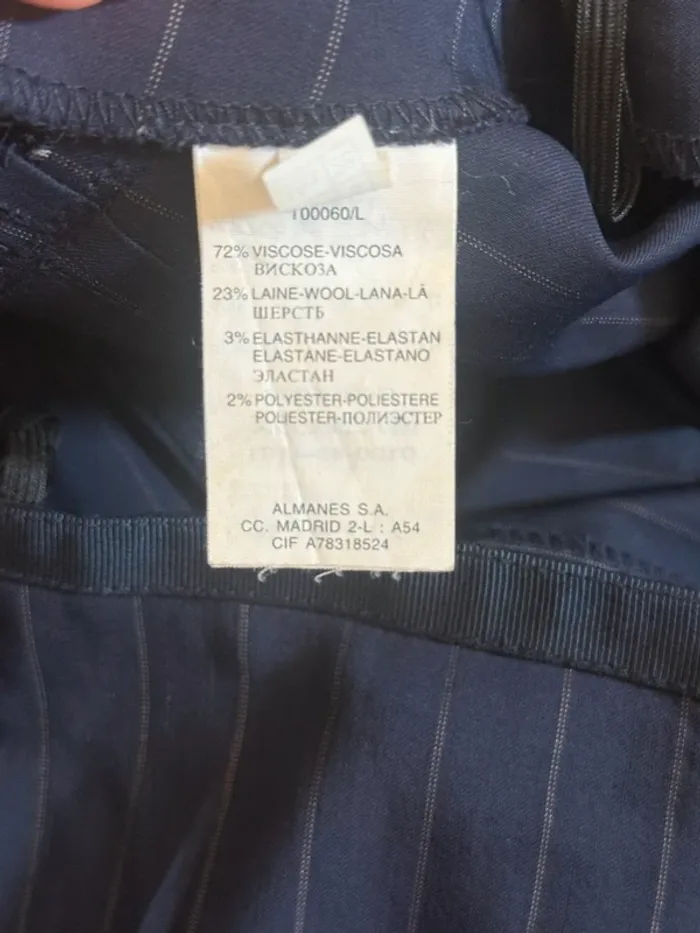 100060/L
72% VISCOSE-VISCOSA
ВИСКОЗА
23% LAINE-WOOL-LANA-LÃ
ШЕРСТЬ
3% ELASTHANNE-ELASTAN
ELASTANE-ELASTANO
ЭЛАСТАН
2% POLYESTER-POLIESTERE
POLIESTER-ПОЛИЭСТЕР
ALMANES S.A.
CC. MADRID 2-L : A54
CIF A78318524